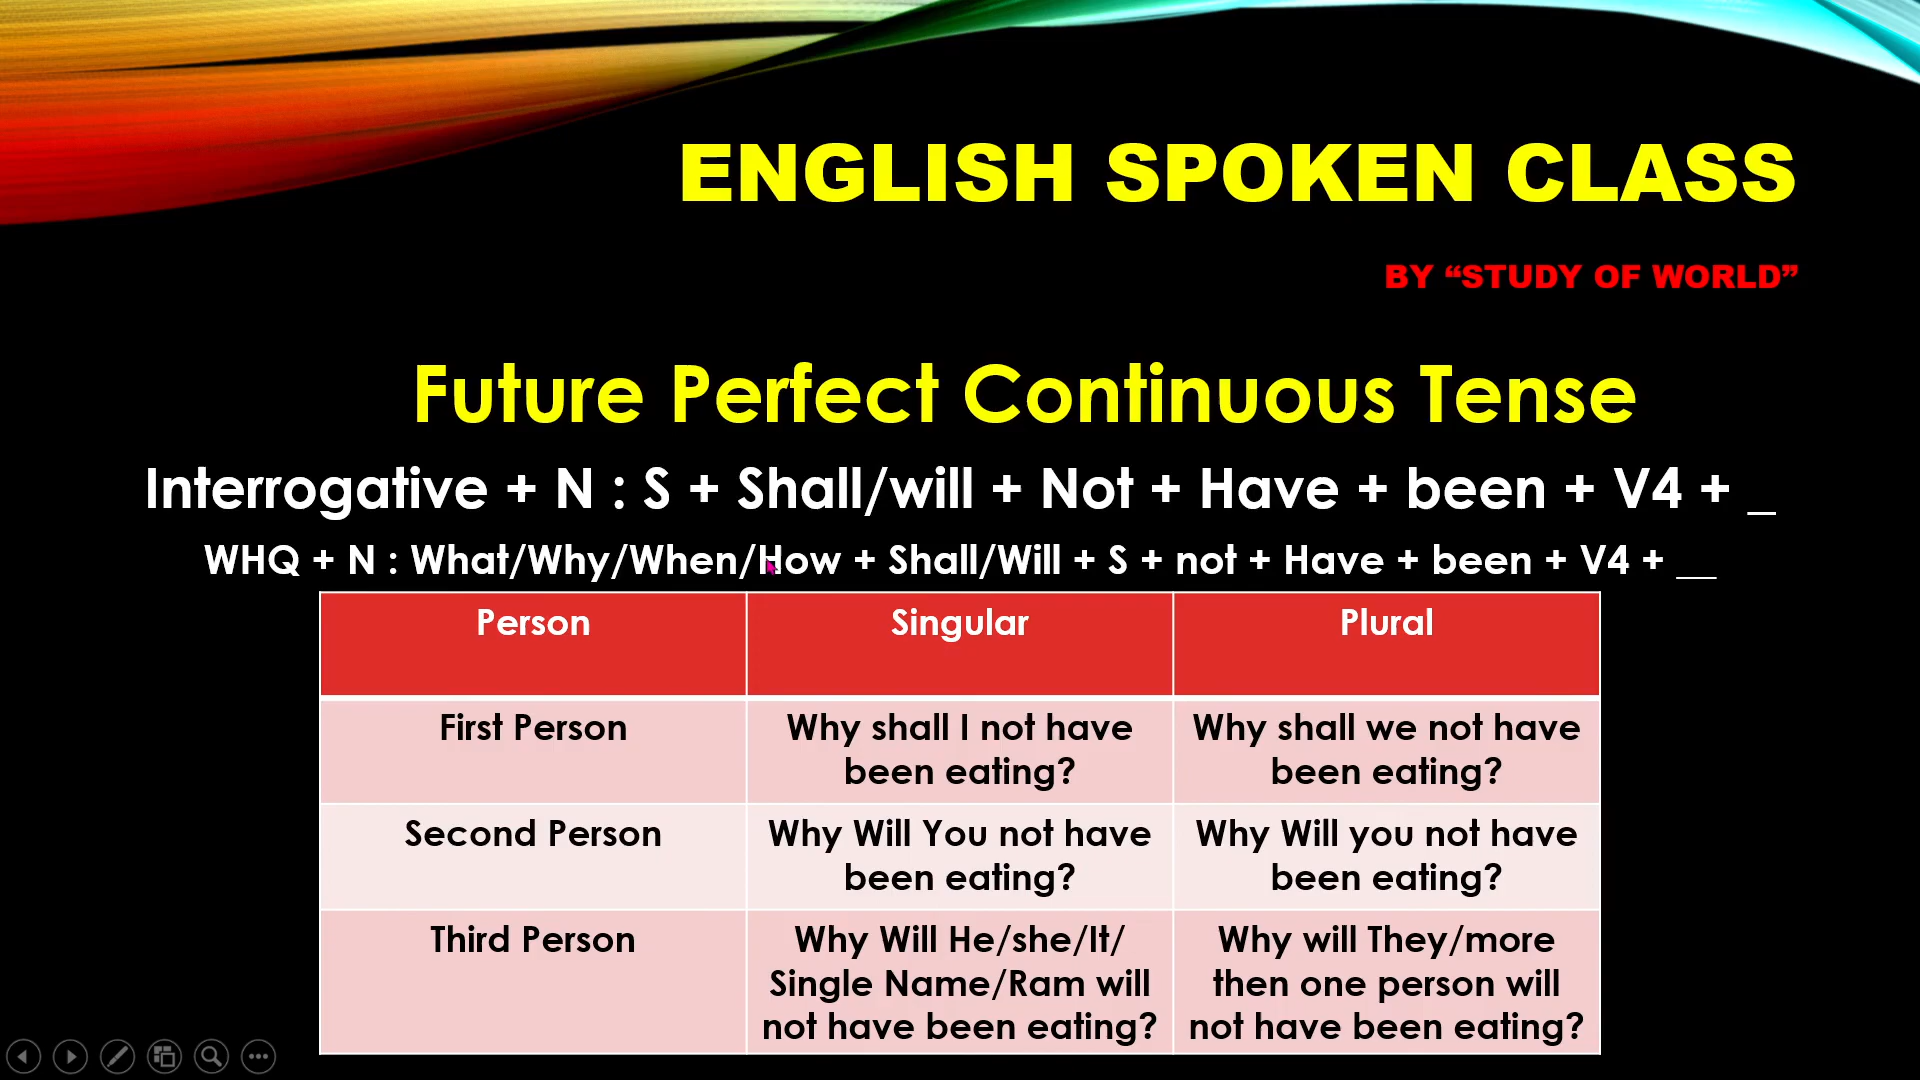 ENGLISH SPOKEN CLASS
BY “STUDY OF WORLD”
Future Perfect Continuous Tense
Interrogative + N : S + Shall/will + Not + Have + been + V4 + _
WHQ + N : What/Why/When/How + Shall/Will + S + not + Have + been + V4 + __
Person Singular Plural
First Person
Why shall I not have
been eating?
Why shall we not have
been eating?
Second Person
Why Will You not have
been eating?
Why Will you not have
been eating?
Third Person
Why Will He/she/It/
Single Name/Ram will
not have been eating?
Why will They/more
then one person will
not have been eating?